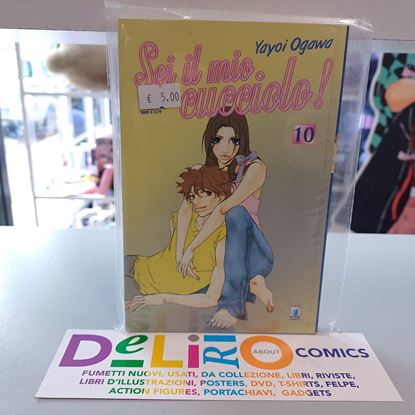 Yayoi Ogawa
Sei il mio
cucciolo!
€ 5.00
10
DeLiRiO ABOUT COMICS
FUMETTI NUOVI, USATI, DA COLLEZIONE, LIBRI, RIVISTE,
LIBRI D'ILLUSTRAZIONI, POSTERS, DVD, T-SHIRTS, FELPE,
ACTION FIGURES, PORTACHIAVI, GADGETS